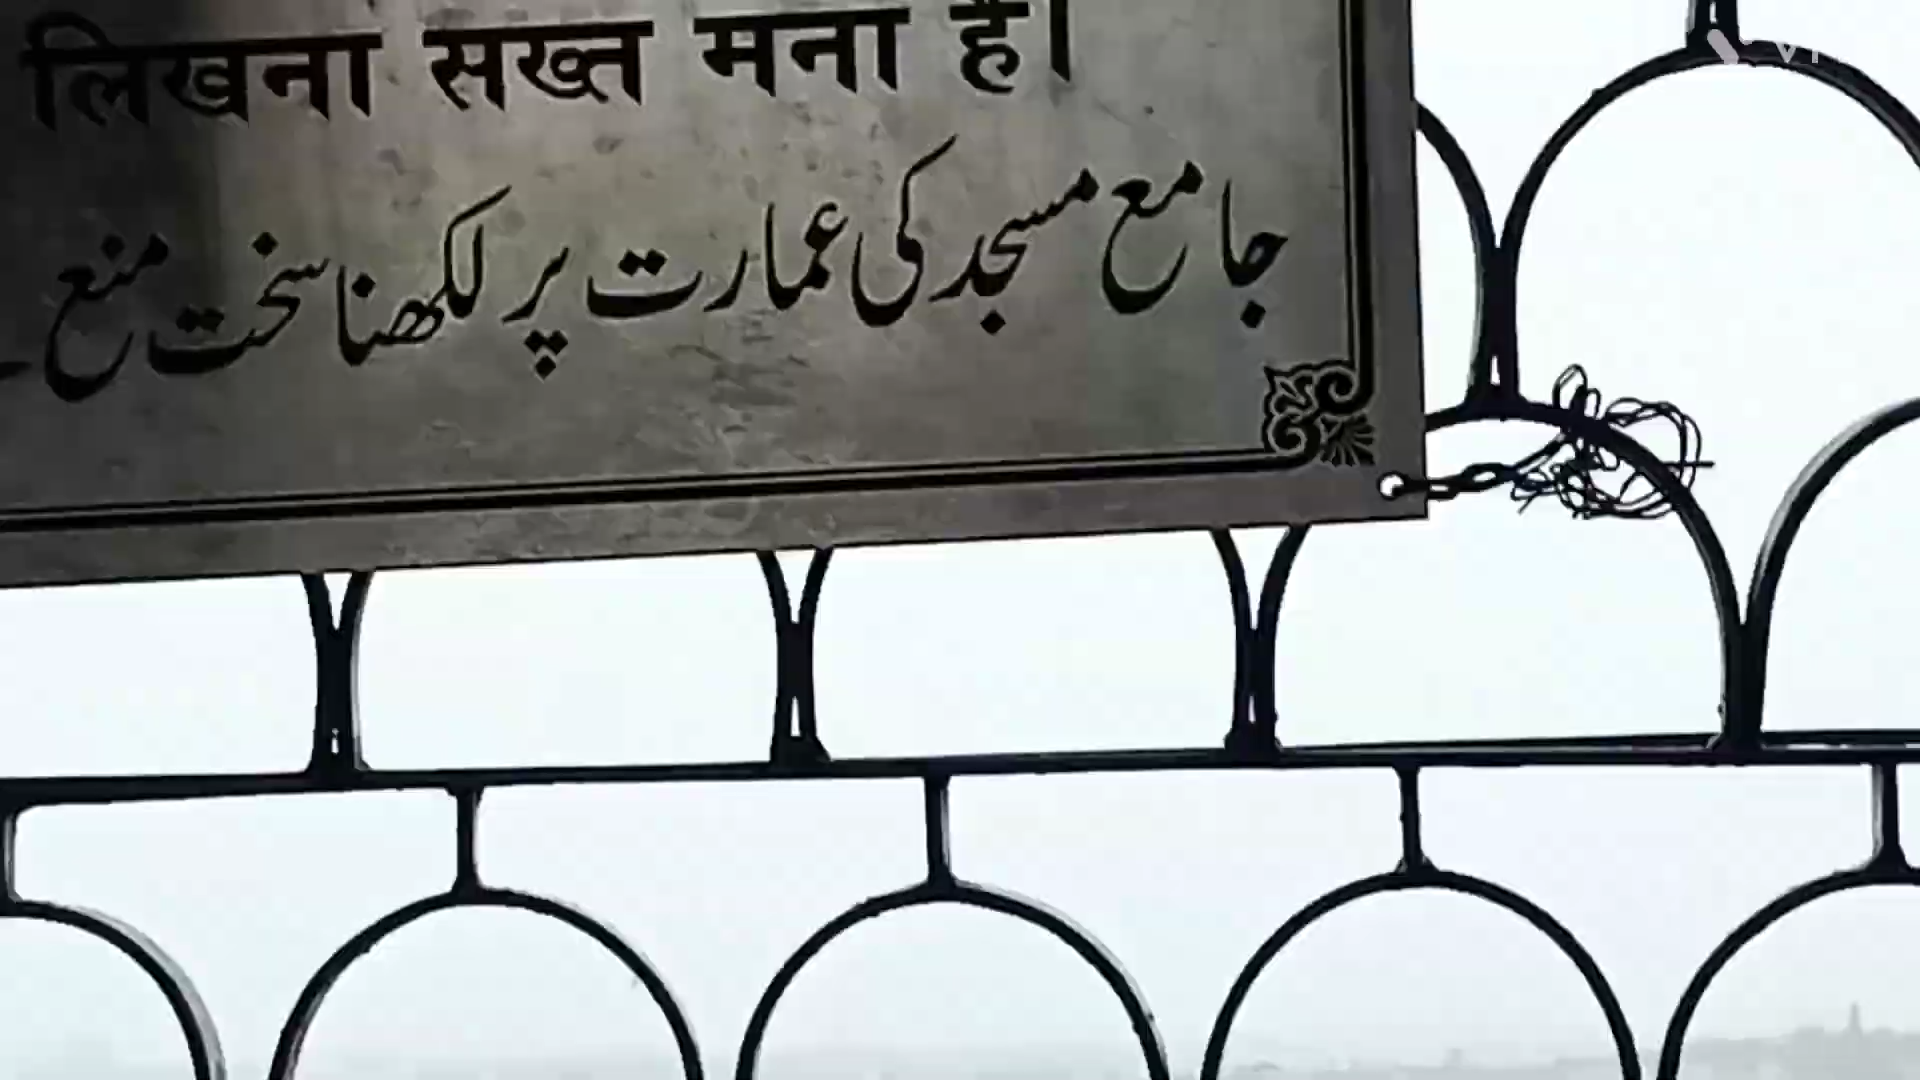 लिखना सख्त मना है।
جامع مسجد کی عمارت پر لکھنا سخت منع